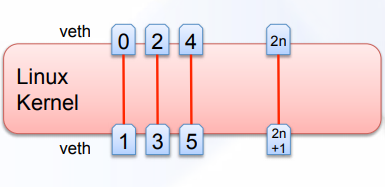 veth
0 2 4 2n
Linux
Kernel
veth
1 3 5 2n
+1